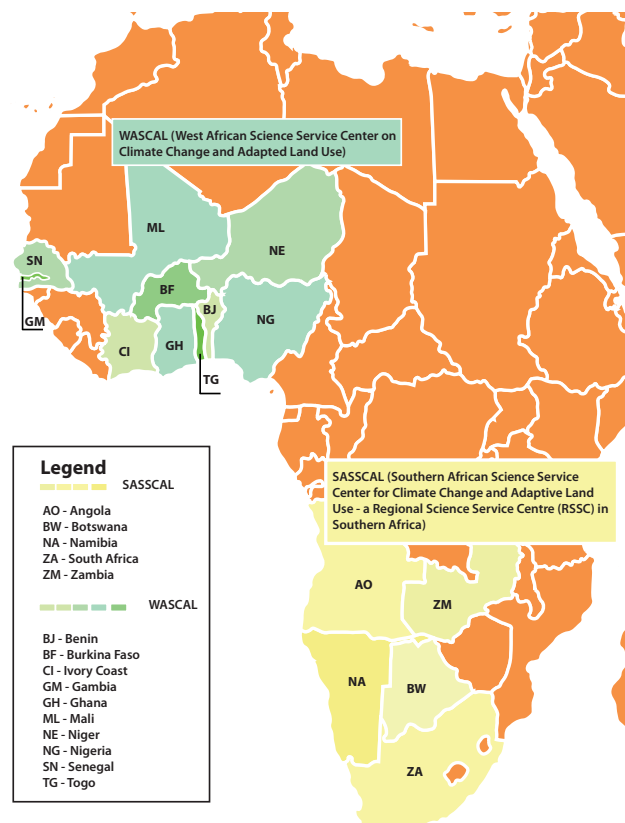 WASCAL (West African Science Service Center on
Climate Change and Adapted Land Use)
ML
SN
NE
BF
BJ
GM
NG
GH
CI
TG
Legend
SASSCAL
AO - Angola
BW - Botswana
NA - Namibia
ZA - South Africa
ZM - Zambia
WASCAL
BJ - Benin
BF - Burkina Faso
CI - Ivory Coast
GM - Gambia
GH - Ghana
ML - Mali
NE - Niger
NG - Nigeria
SN - Senegal
TG - Togo
SASSCAL (Southern African Science Service
Center for Climate Change and Adaptive Land
Use - a Regional Science Service Centre (RSSC) in
Southern Africa)
AO
ZM
NA
BW
ZA